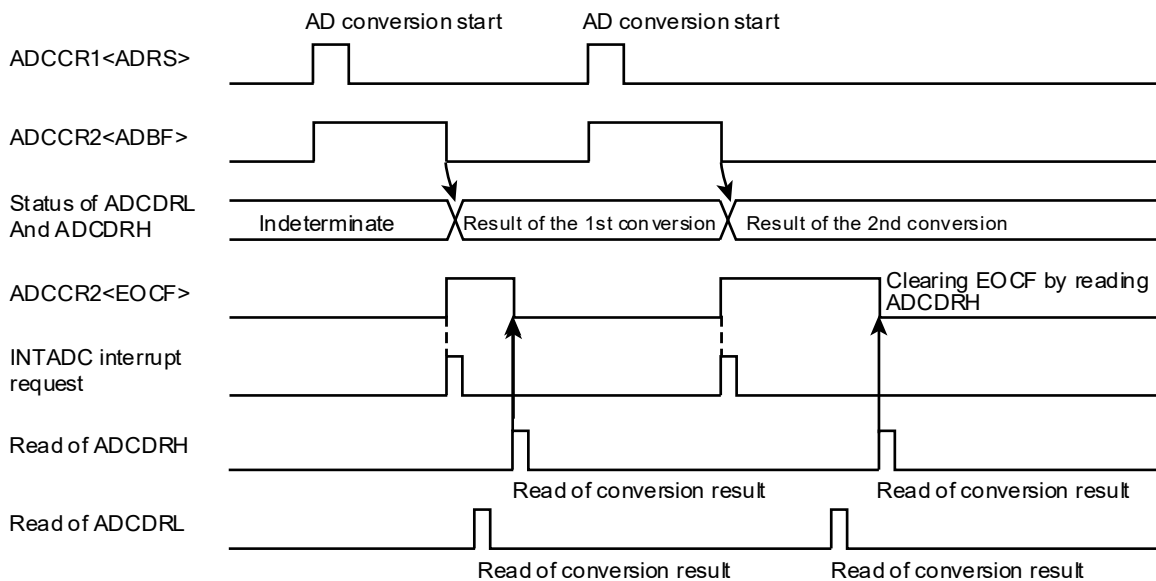 AD conversion start
AD conversion start
ADCCR1<ADRS>
ADCCR2<ADBF>
Status of ADCDRL
And ADCDRH
Indeterminate
Result of the 1st conversion
Result of the 2nd conversion
ADCCR2<EOCF>
Clearing EOCF by reading
ADCDRH
INTADC interrupt
request
Read of ADCDRH
Read of conversion result
Read of conversion result
Read of ADCDRL
Read of conversion result
Read of conversion result